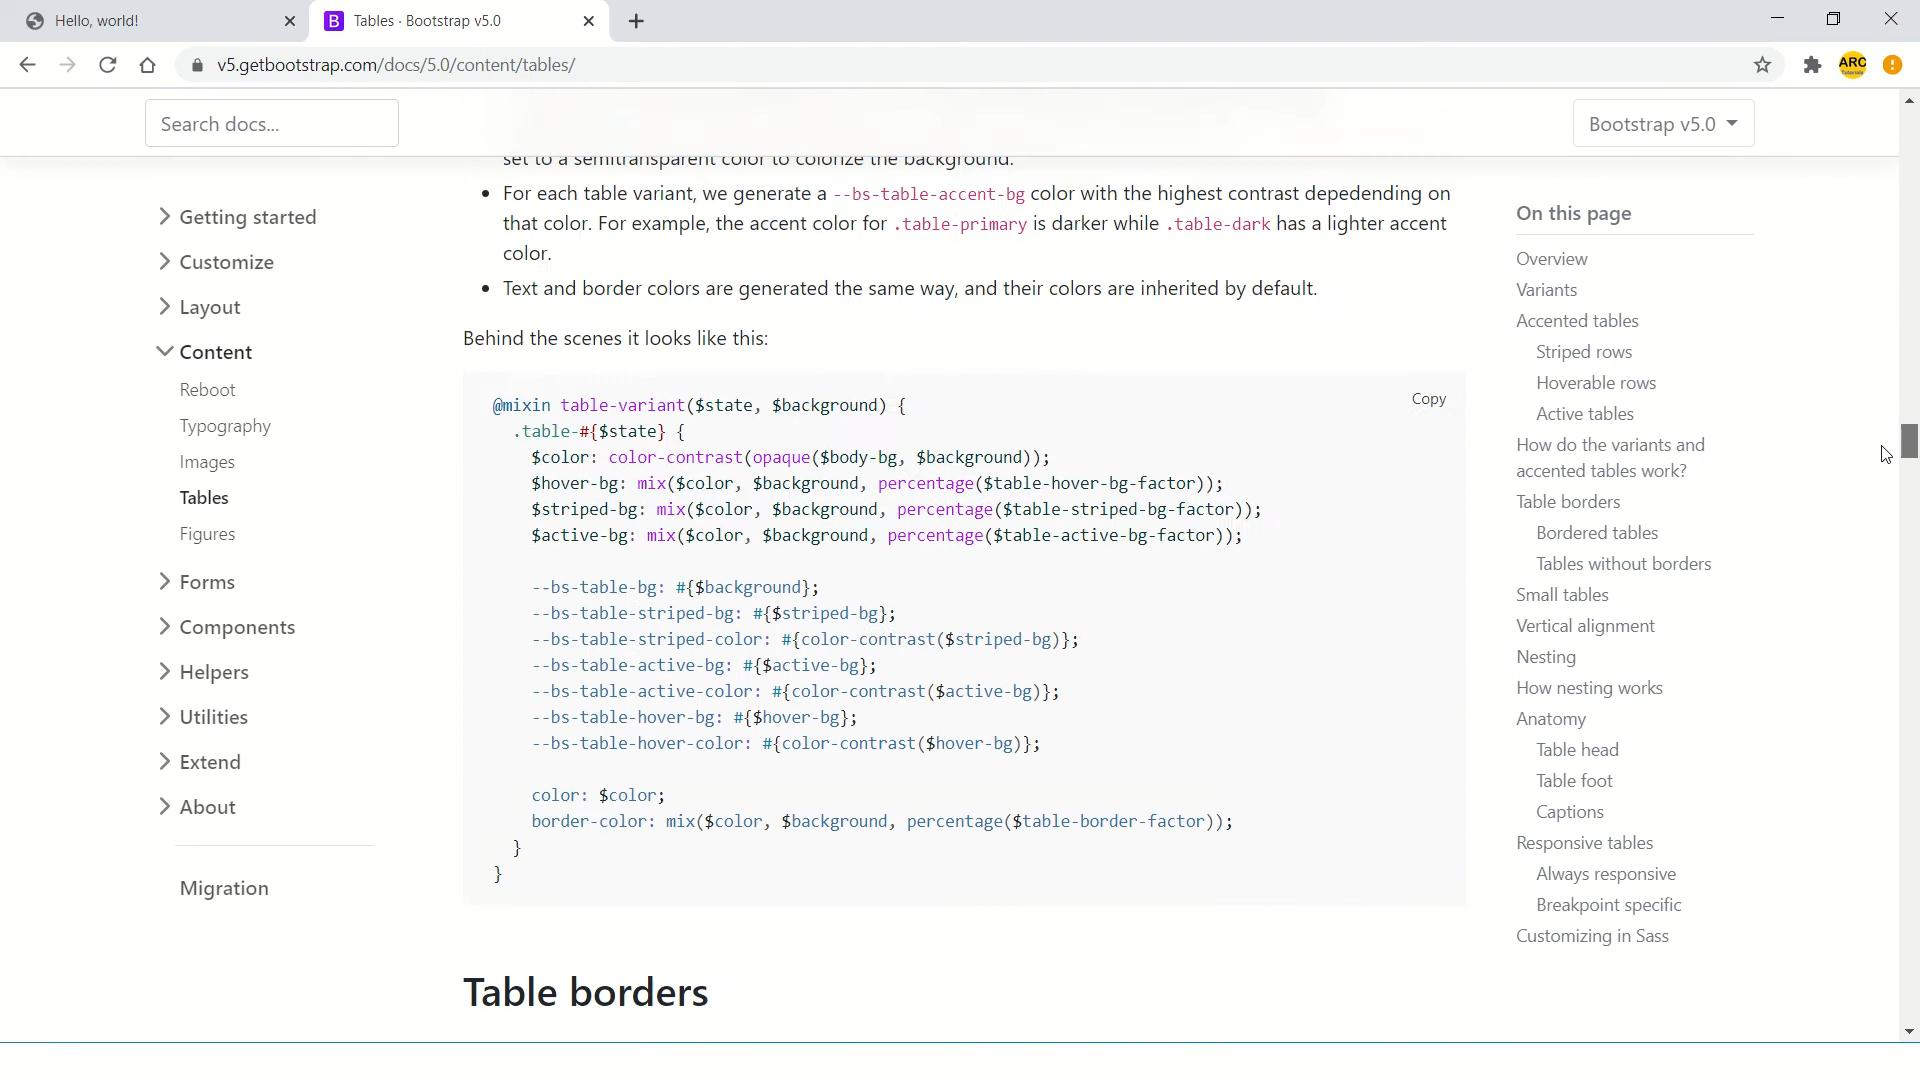 Hello, world!
Tables · Bootstrap v5.0
v5.getbootstrap.com/docs/5.0/content/tables/
ARC
Tutorials
Search docs...
Bootstrap v5.0
Getting started
Customize
Layout
Content
Reboot
Typography
Images
Tables
Figures
Forms
Components
Helpers
Utilities
Extend
About
Migration
set to a semitransparent color to colorize the background.
For each table variant, we generate a --bs-table-accent-bg color with the highest contrast depedending on
that color. For example, the accent color for .table-primary is darker while .table-dark has a lighter accent
color.
Text and border colors are generated the same way, and their colors are inherited by default.
Behind the scenes it looks like this:
Copy
@mixin table-variant($state, $background) {
.table-#{$state} {
$color: color-contrast(opaque($body-bg, $background));
$hover-bg: mix($color, $background, percentage($table-hover-bg-factor));
$striped-bg: mix($color, $background, percentage($table-striped-bg-factor));
$active-bg: mix($color, $background, percentage($table-active-bg-factor));
--bs-table-bg: #{$background};
--bs-table-striped-bg: #{$striped-bg};
--bs-table-striped-color: #{color-contrast($striped-bg)};
--bs-table-active-bg: #{$active-bg};
--bs-table-active-color: #{color-contrast($active-bg)};
--bs-table-hover-bg: #{$hover-bg};
--bs-table-hover-color: #{color-contrast($hover-bg)};
color: $color;
border-color: mix($color, $background, percentage($table-border-factor));
}
}
Table borders
On this page
Overview
Variants
Accented tables
Striped rows
Hoverable rows
Active tables
How do the variants and
accented tables work?
Table borders
Bordered tables
Tables without borders
Small tables
Vertical alignment
Nesting
How nesting works
Anatomy
Table head
Table foot
Captions
Responsive tables
Always responsive
Breakpoint specific
Customizing in Sass